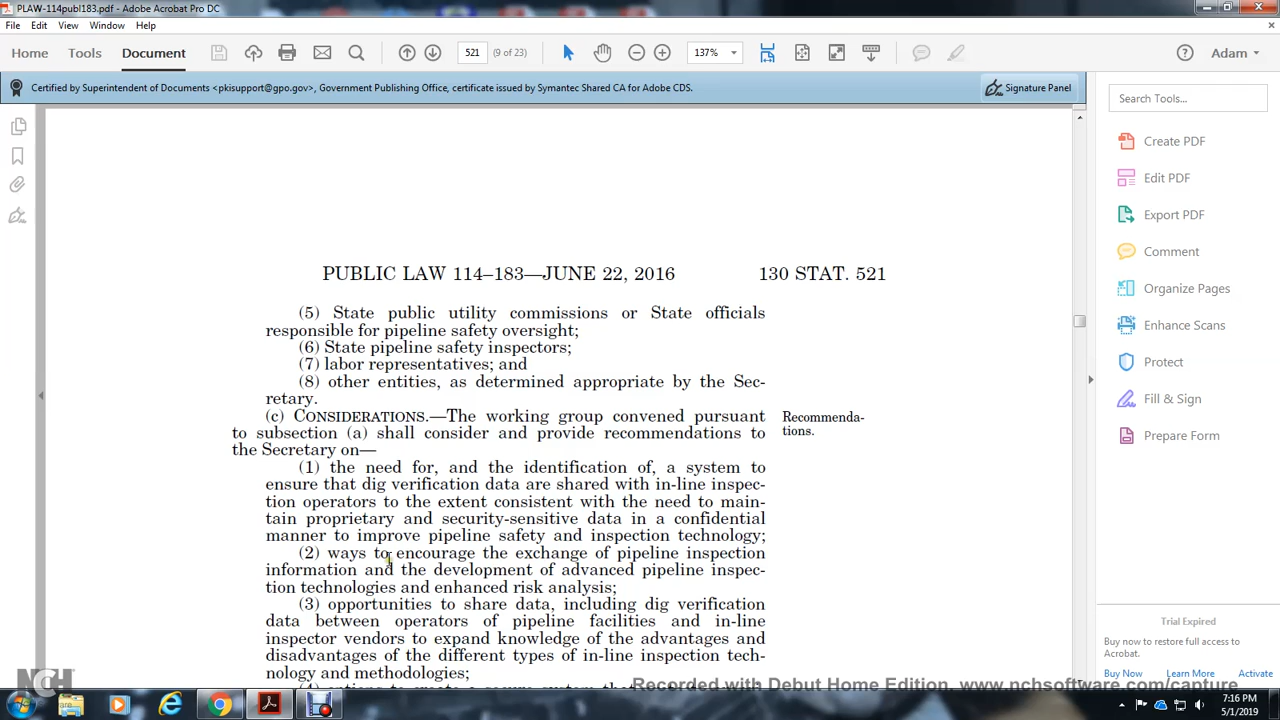 PLAW-114publ183.pdf - Adobe Acrobat Pro DC
File Edit View Window Help
Home Tools Document 521 (9 of 23) 137% Adam
Certified by Superintendent of Documents <pkisupport@gpo.gov>, Government Publishing Office, certificate issued by Symantec Shared CA for Adobe CDS.
Signature Panel
Search Tools...
Create PDF
Edit PDF
Export PDF
Comment
Organize Pages
Enhance Scans
Protect
Fill & Sign
Prepare Form
PUBLIC LAW 114–183—JUNE 22, 2016 130 STAT. 521
(5) State public utility commissions or State officials
responsible for pipeline safety oversight;
(6) State pipeline safety inspectors;
(7) labor representatives; and
(8) other entities, as determined appropriate by the Sec-
retary.
(c) CONSIDERATIONS.—The working group convened pursuant
to subsection (a) shall consider and provide recommendations to
the Secretary on—
Recommenda-
tions.
(1) the need for, and the identification of, a system to
ensure that dig verification data are shared with in-line inspec-
tion operators to the extent consistent with the need to main-
tain proprietary and security-sensitive data in a confidential
manner to improve pipeline safety and inspection technology;
(2) ways to encourage the exchange of pipeline inspection
information and the development of advanced pipeline inspec-
tion technologies and enhanced risk analysis;
(3) opportunities to share data, including dig verification
data between operators of pipeline facilities and in-line
inspector vendors to expand knowledge of the advantages and
disadvantages of the different types of in-line inspection tech-
nology and methodologies;
Trial Expired
Buy now to restore full access to
Acrobat.
Buy Now Learn More Activate
NCH
Recorded with Debut Home Edition. www.nchsoftware.com/capture
7:16 PM
5/1/2019